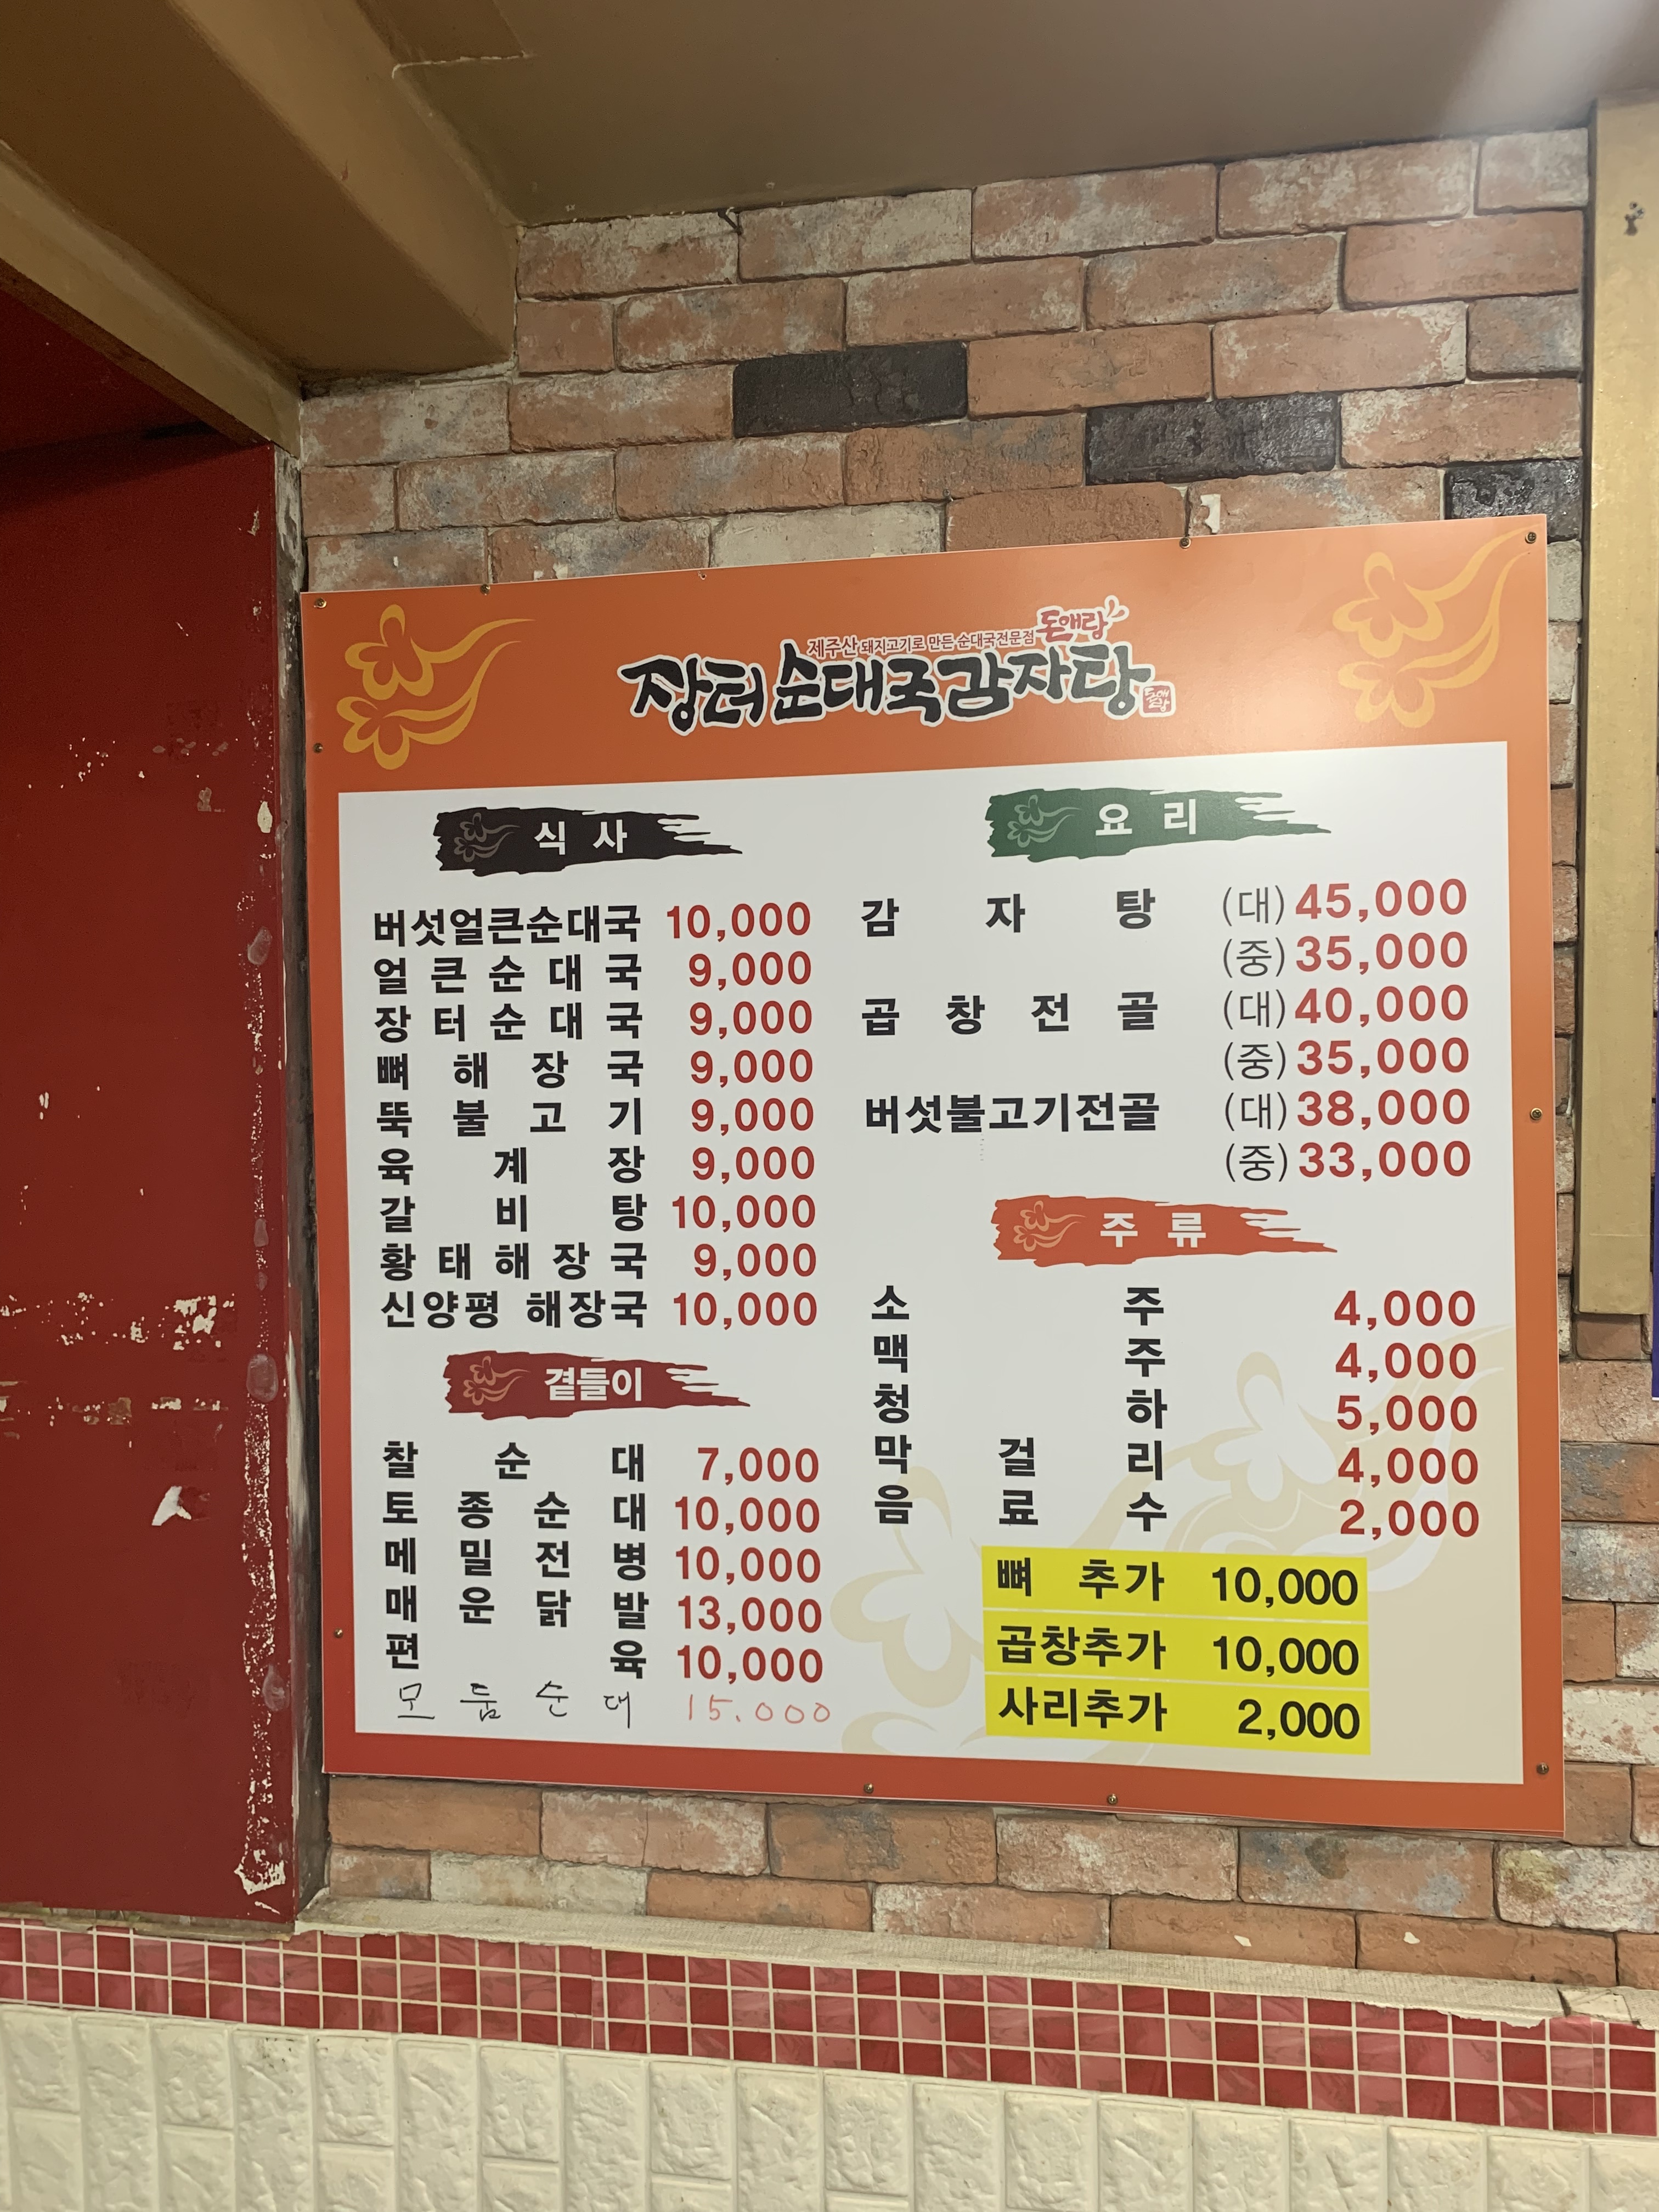 제주산 돼지고기로 만든 순대국전문점 돈애랑
장터순대국감자탕
식사
버섯얼큰순대국 10,000
얼큰순대국 9,000
장터순대국 9,000
뼈해장국 9,000
뚝불고기 9,000
육계장 9,000
갈비탕 10,000
황태해장국 9,000
신양평 해장국 10,000
곁들이
찰순대 7,000
토종순대 10,000
메밀전병 10,000
매운닭발 13,000
편육 10,000
모듬순대 15.000
요리
감자탕 (대) 45,000
(중) 35,000
곱창전골 (대) 40,000
(중) 35,000
버섯불고기전골 (대) 38,000
(중) 33,000
주류
소주 4,000
맥주 4,000
청하 5,000
막걸리 4,000
음료수 2,000
뼈 추가 10,000
곱창추가 10,000
사리추가 2,000